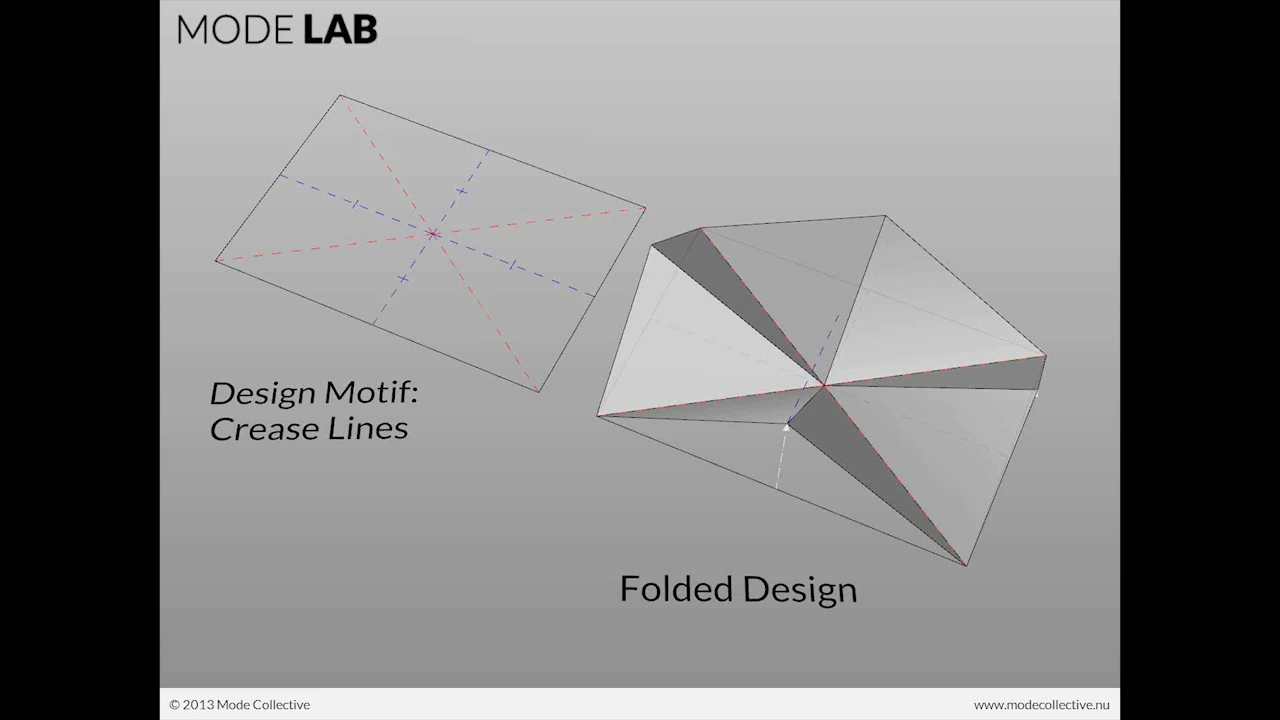 MODE LAB
Design Motif:
Crease Lines
Folded Design
© 2013 Mode Collective
www.modecollective.nu